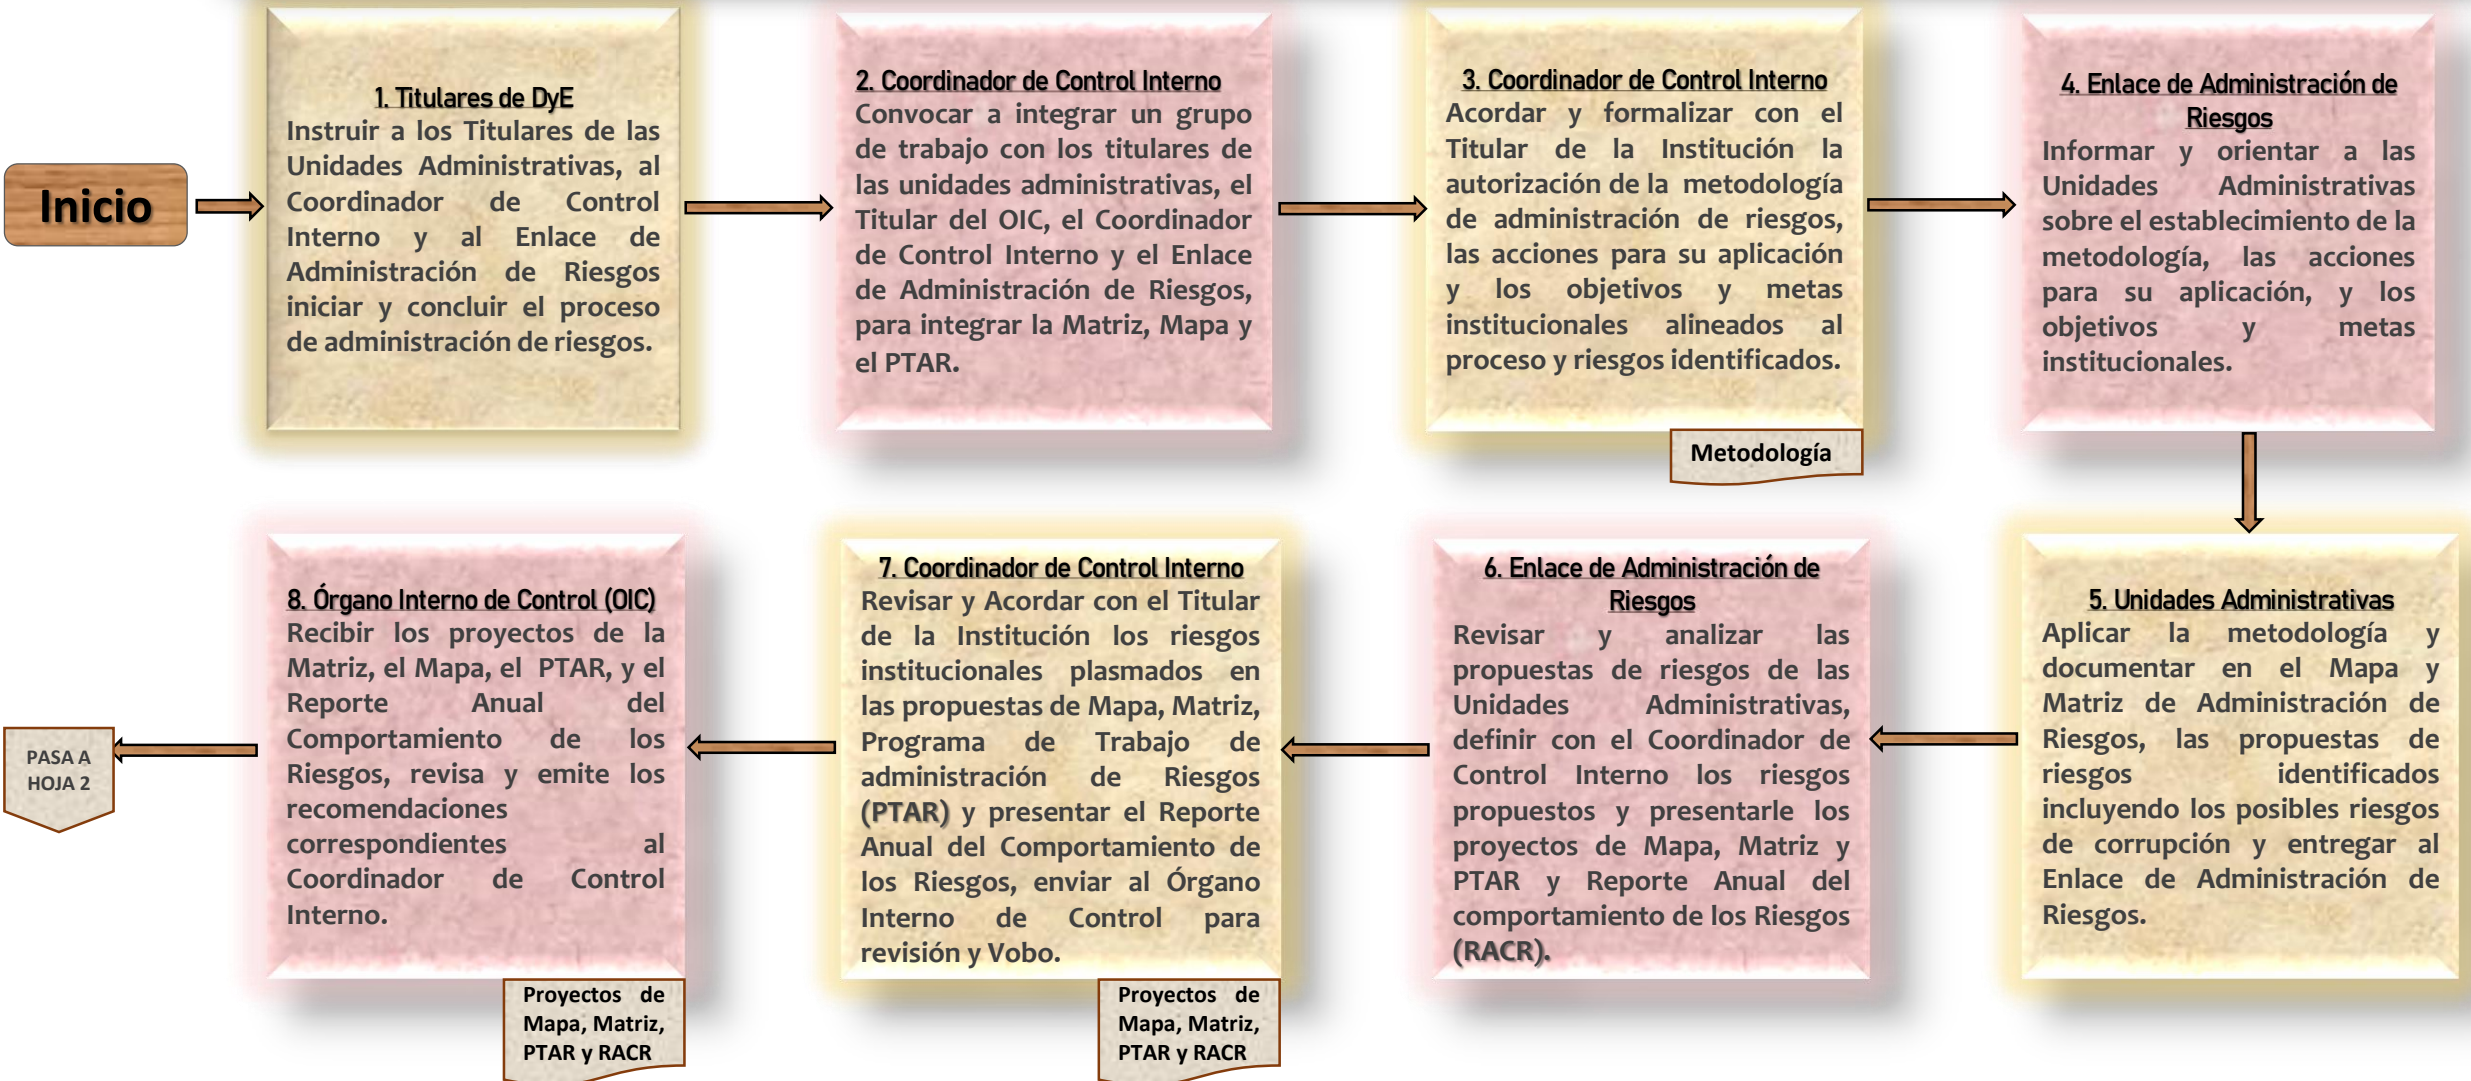 Inicio
1. Titulares de DyE
Instruir a los Titulares de las
Unidades Administrativas, al
Coordinador de Control
Interno y al Enlace de
Administración de Riesgos
iniciar y concluir el proceso
de administración de riesgos.
2. Coordinador de Control Interno
Convocar a integrar un grupo
de trabajo con los titulares de
las unidades administrativas, el
Titular del OIC, el Coordinador
de Control Interno y el Enlace
de Administración de Riesgos,
para integrar la Matriz, Mapa y
el PTAR.
3. Coordinador de Control Interno
Acordar y formalizar con el
Titular de la Institución la
autorización de la metodología
de administración de riesgos,
las acciones para su aplicación
y los objetivos y metas
institucionales alineados al
proceso y riesgos identificados.
Metodología
4. Enlace de Administración de
Riesgos
Informar y orientar a las
Unidades Administrativas
sobre el establecimiento de la
metodología, las acciones
para su aplicación, y los
objetivos y metas
institucionales.
5. Unidades Administrativas
Aplicar la metodología y
documentar en el Mapa y
Matriz de Administración de
Riesgos, las propuestas de
riesgos identificados
incluyendo los posibles riesgos
de corrupción y entregar al
Enlace de Administración de
Riesgos.
6. Enlace de Administración de
Riesgos
Revisar y analizar las
propuestas de riesgos de las
Unidades Administrativas,
definir con el Coordinador de
Control Interno los riesgos
propuestos y presentarle los
proyectos de Mapa, Matriz y
PTAR y Reporte Anual del
comportamiento de los Riesgos
(RACR).
7. Coordinador de Control Interno
Revisar y Acordar con el Titular
de la Institución los riesgos
institucionales plasmados en
las propuestas de Mapa, Matriz,
Programa de Trabajo de
administración de Riesgos
(PTAR) y presentar el Reporte
Anual del Comportamiento de
los Riesgos, enviar al Órgano
Interno de Control para
revisión y Vobo.
Proyectos de
Mapa, Matriz,
PTAR y RACR
8. Órgano Interno de Control (OIC)
Recibir los proyectos de la
Matriz, el Mapa, el PTAR, y el
Reporte Anual del
Comportamiento de los
Riesgos, revisa y emite los
recomendaciones
correspondientes al
Coordinador de Control
Interno.
Proyectos de
Mapa, Matriz,
PTAR y RACR
PASA A
HOJA 2